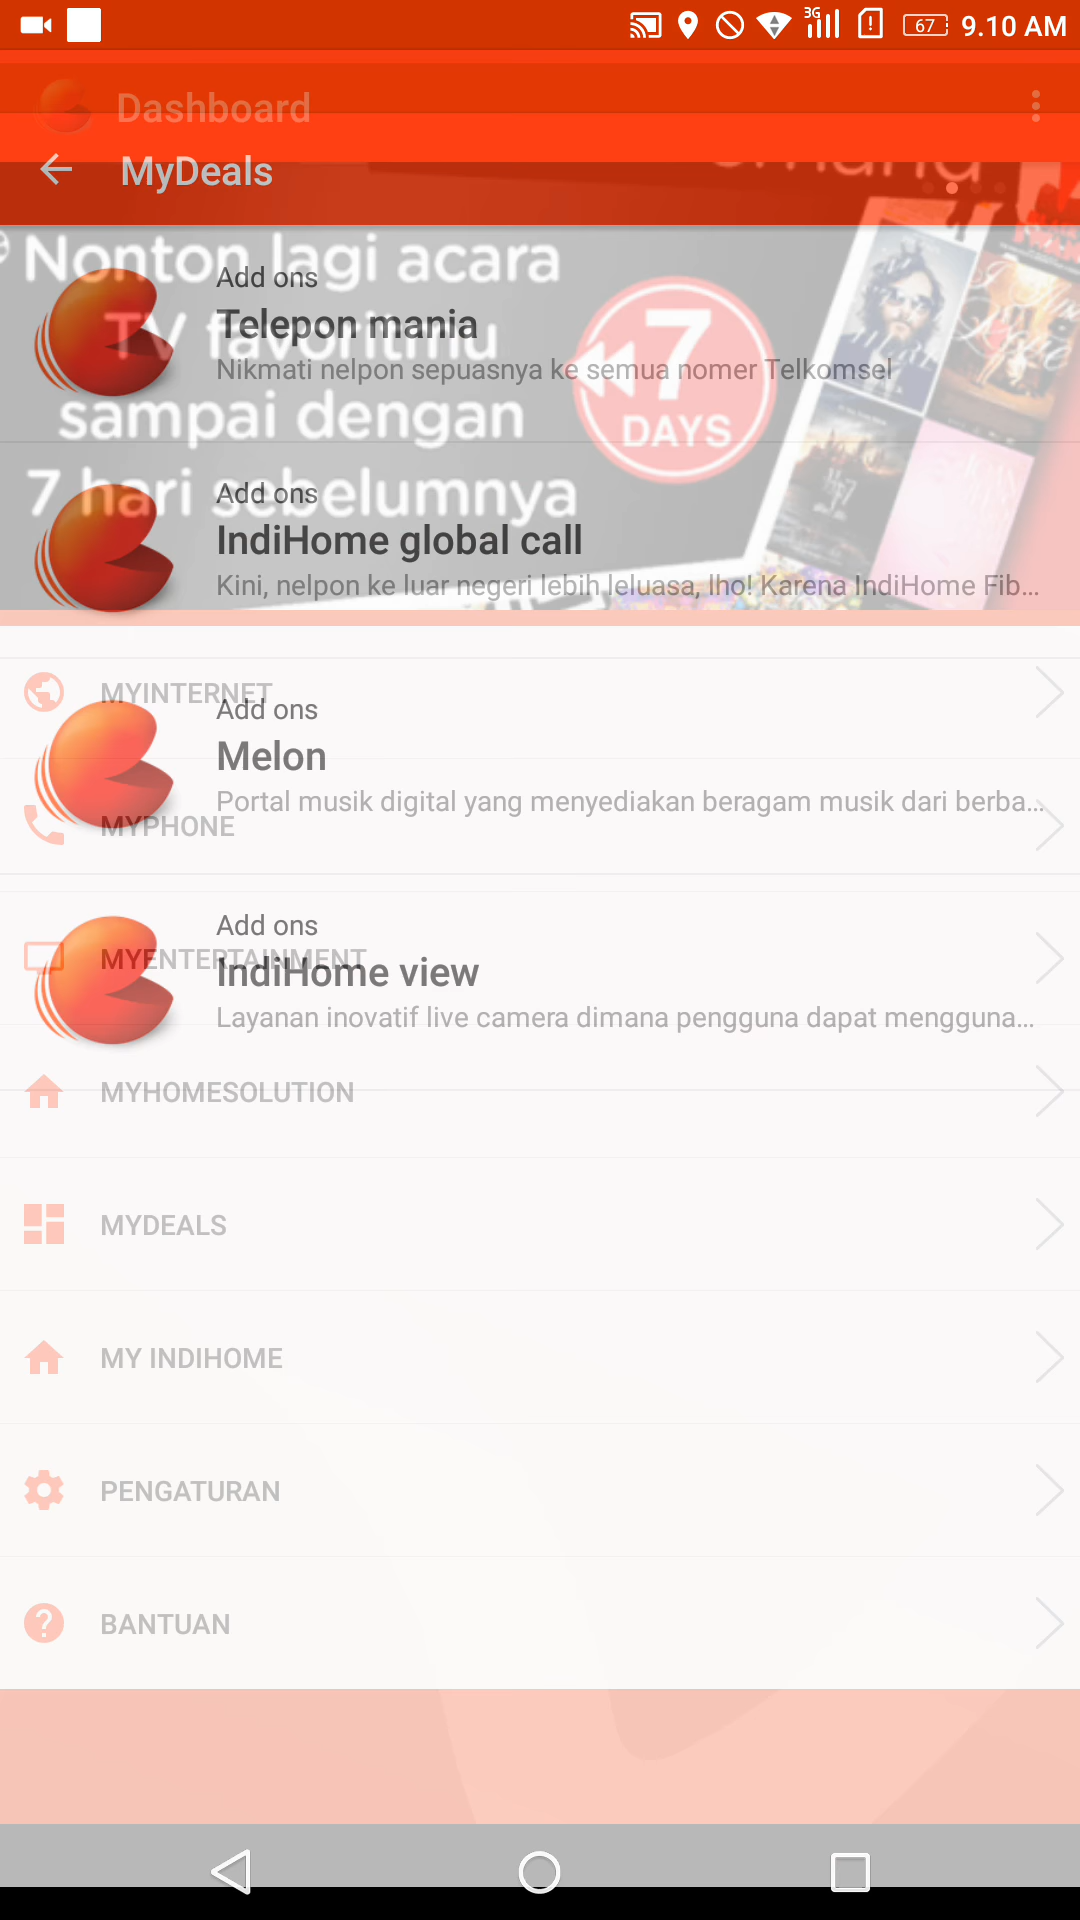 3G
67
9.10 AM
Dashboard
MyDeals
Nonton lagi acara
TV favoritmu
sampai dengan
7 hari sebelumnya
7
DAYS
Add ons
Telepon mania
Nikmati nelpon sepuasnya ke semua nomer Telkomsel
Add ons
IndiHome global call
Kini, nelpon ke luar negeri lebih leluasa, lho! Karena IndiHome Fib...
MYINTERNET
Add ons
Melon
Portal musik digital yang menyediakan beragam musik dari berba...
MYPHONE
Add ons
MYENTERTAINMENT
IndiHome view
Layanan inovatif live camera dimana pengguna dapat mengguna...
MYHOMESOLUTION
MYDEALS
MY INDIHOME
PENGATURAN
BANTUAN